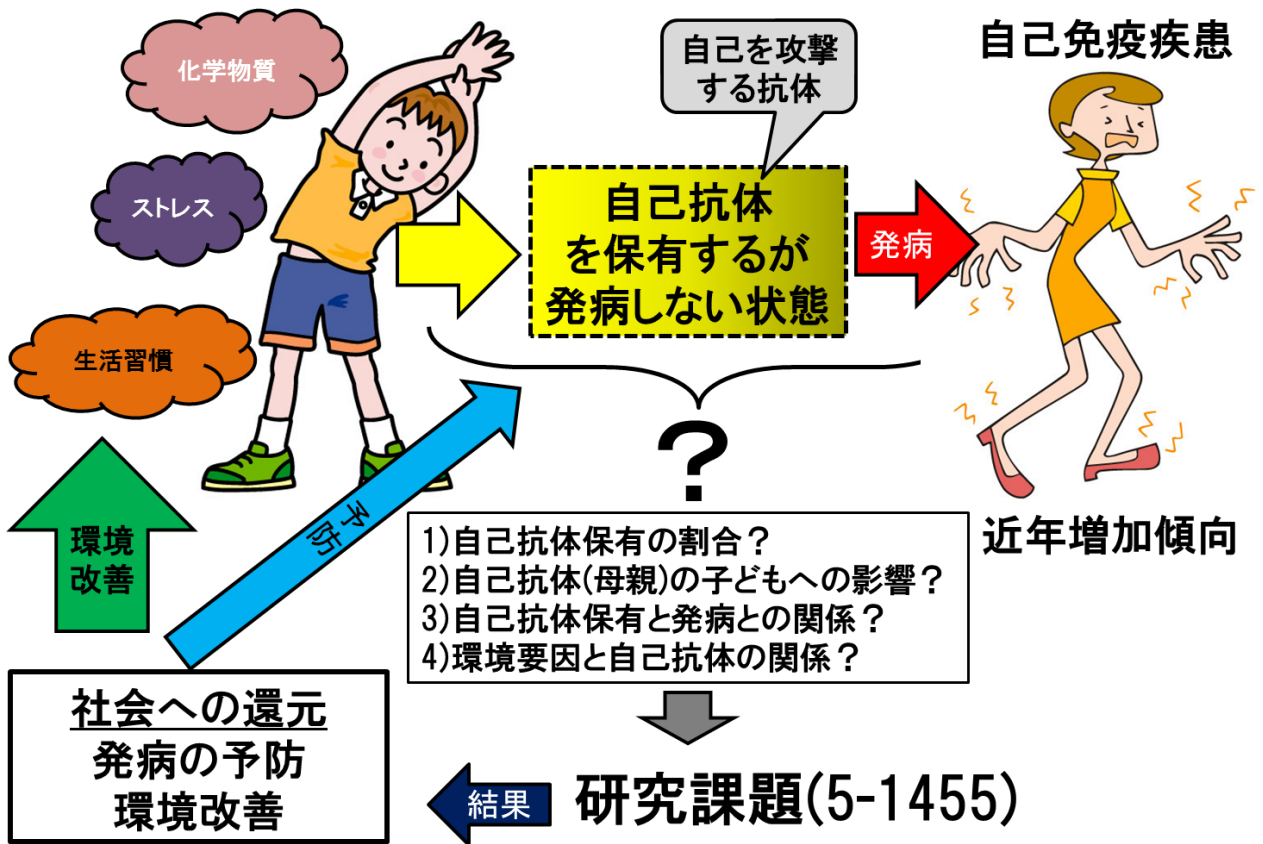 化学物質
ストレス
生活習慣
自己を攻撃
する抗体
自己抗体
を保有するが
発病しない状態
発病
自己免疫疾患
近年増加傾向
?
1)自己抗体保有の割合？
2)自己抗体(母親)の子どもへの影響？
3)自己抗体保有と発病との関係？
4)環境要因と自己抗体の関係？
環境
改善
予防
社会への還元
発病の予防
環境改善
結果
研究課題(5-1455)